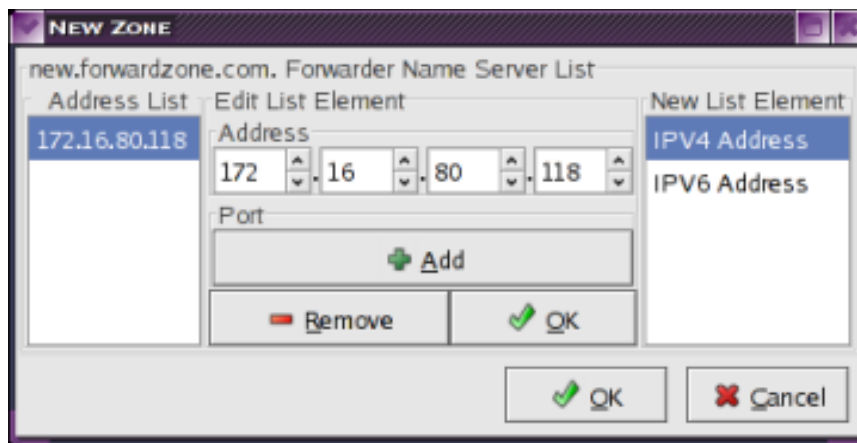 NEW ZONE
new.forwardzone.com. Forwarder Name Server List
Address List
Edit List Element
New List Element
172.16.80.118
Address
172 . 16 . 80 . 118
IPV4 Address
IPV6 Address
Port
Add
Remove
OK
OK
Cancel